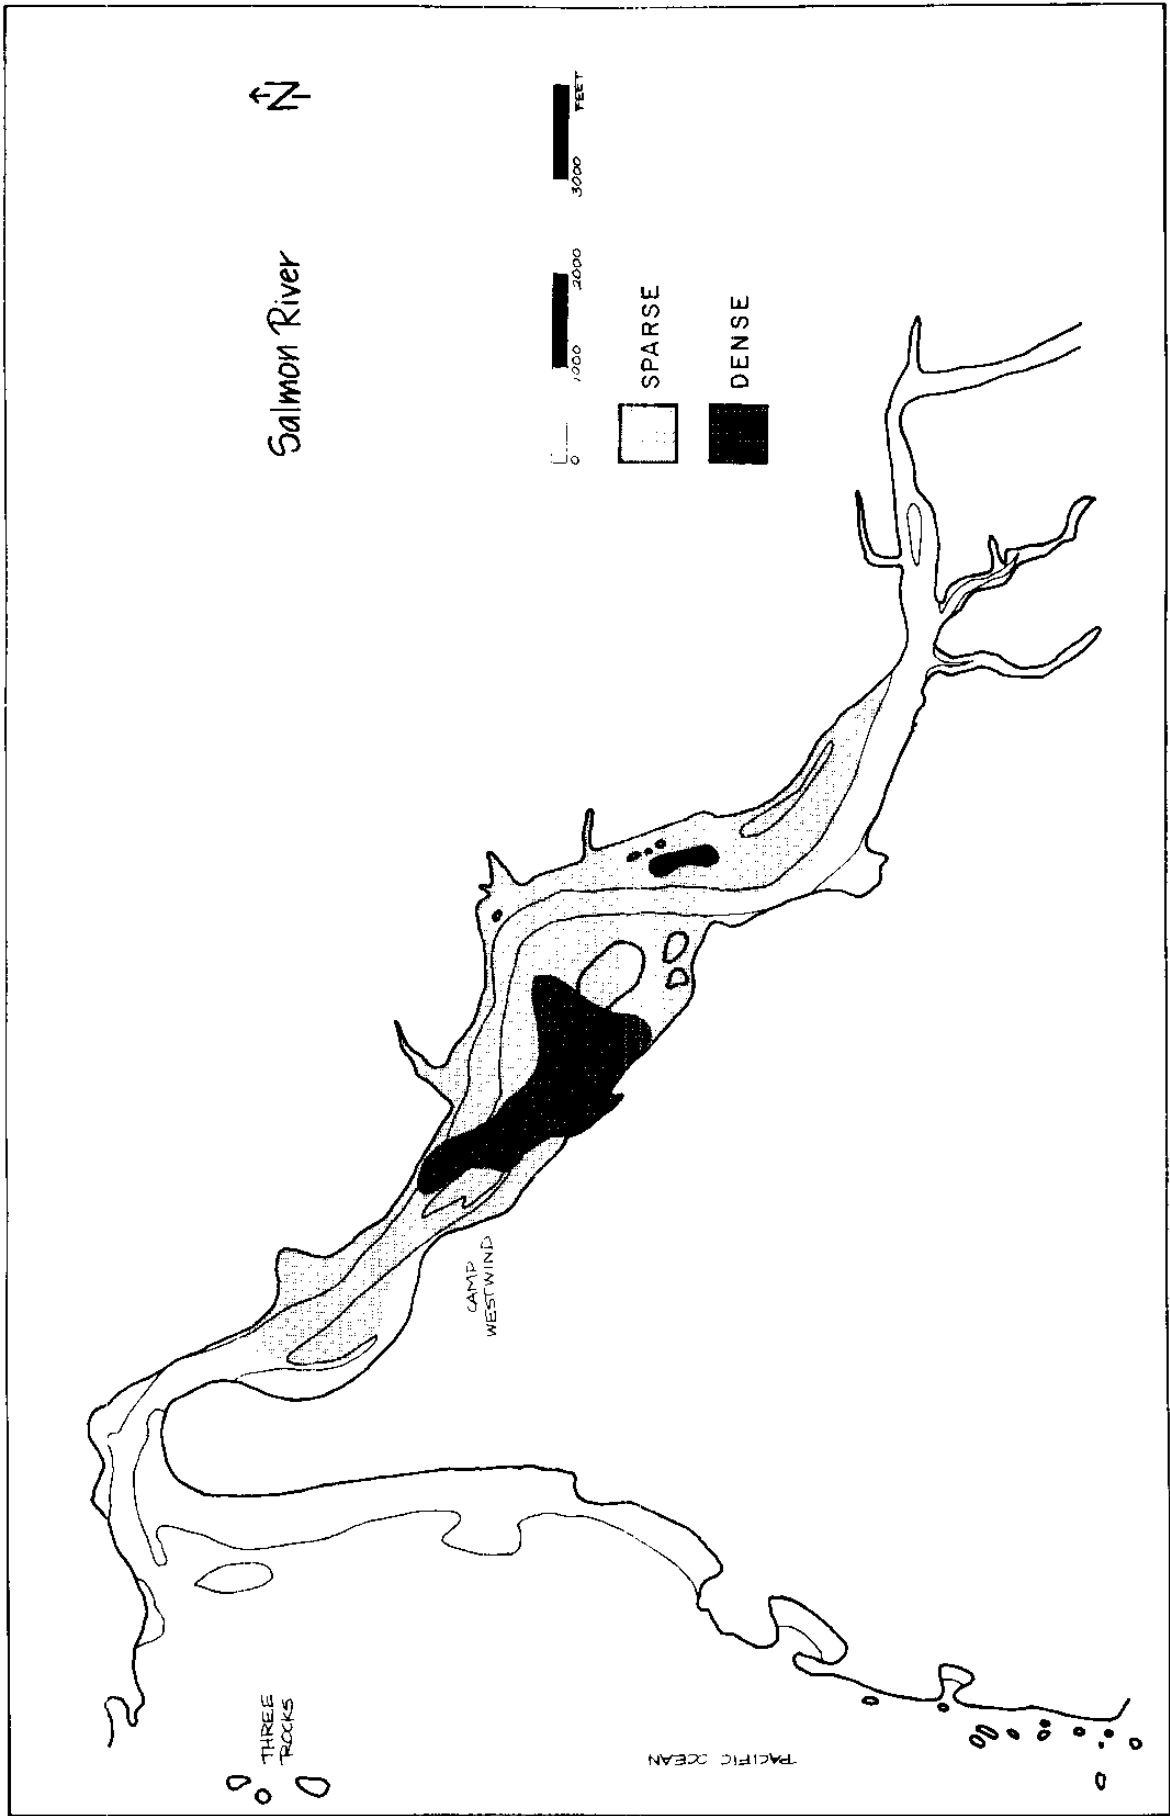 N
Salmon River
0 1000 2000 3000
FEET
SPARSE
DENSE
CAMP
WESTWIND
THREE
ROCKS
PACIFIC OCEAN